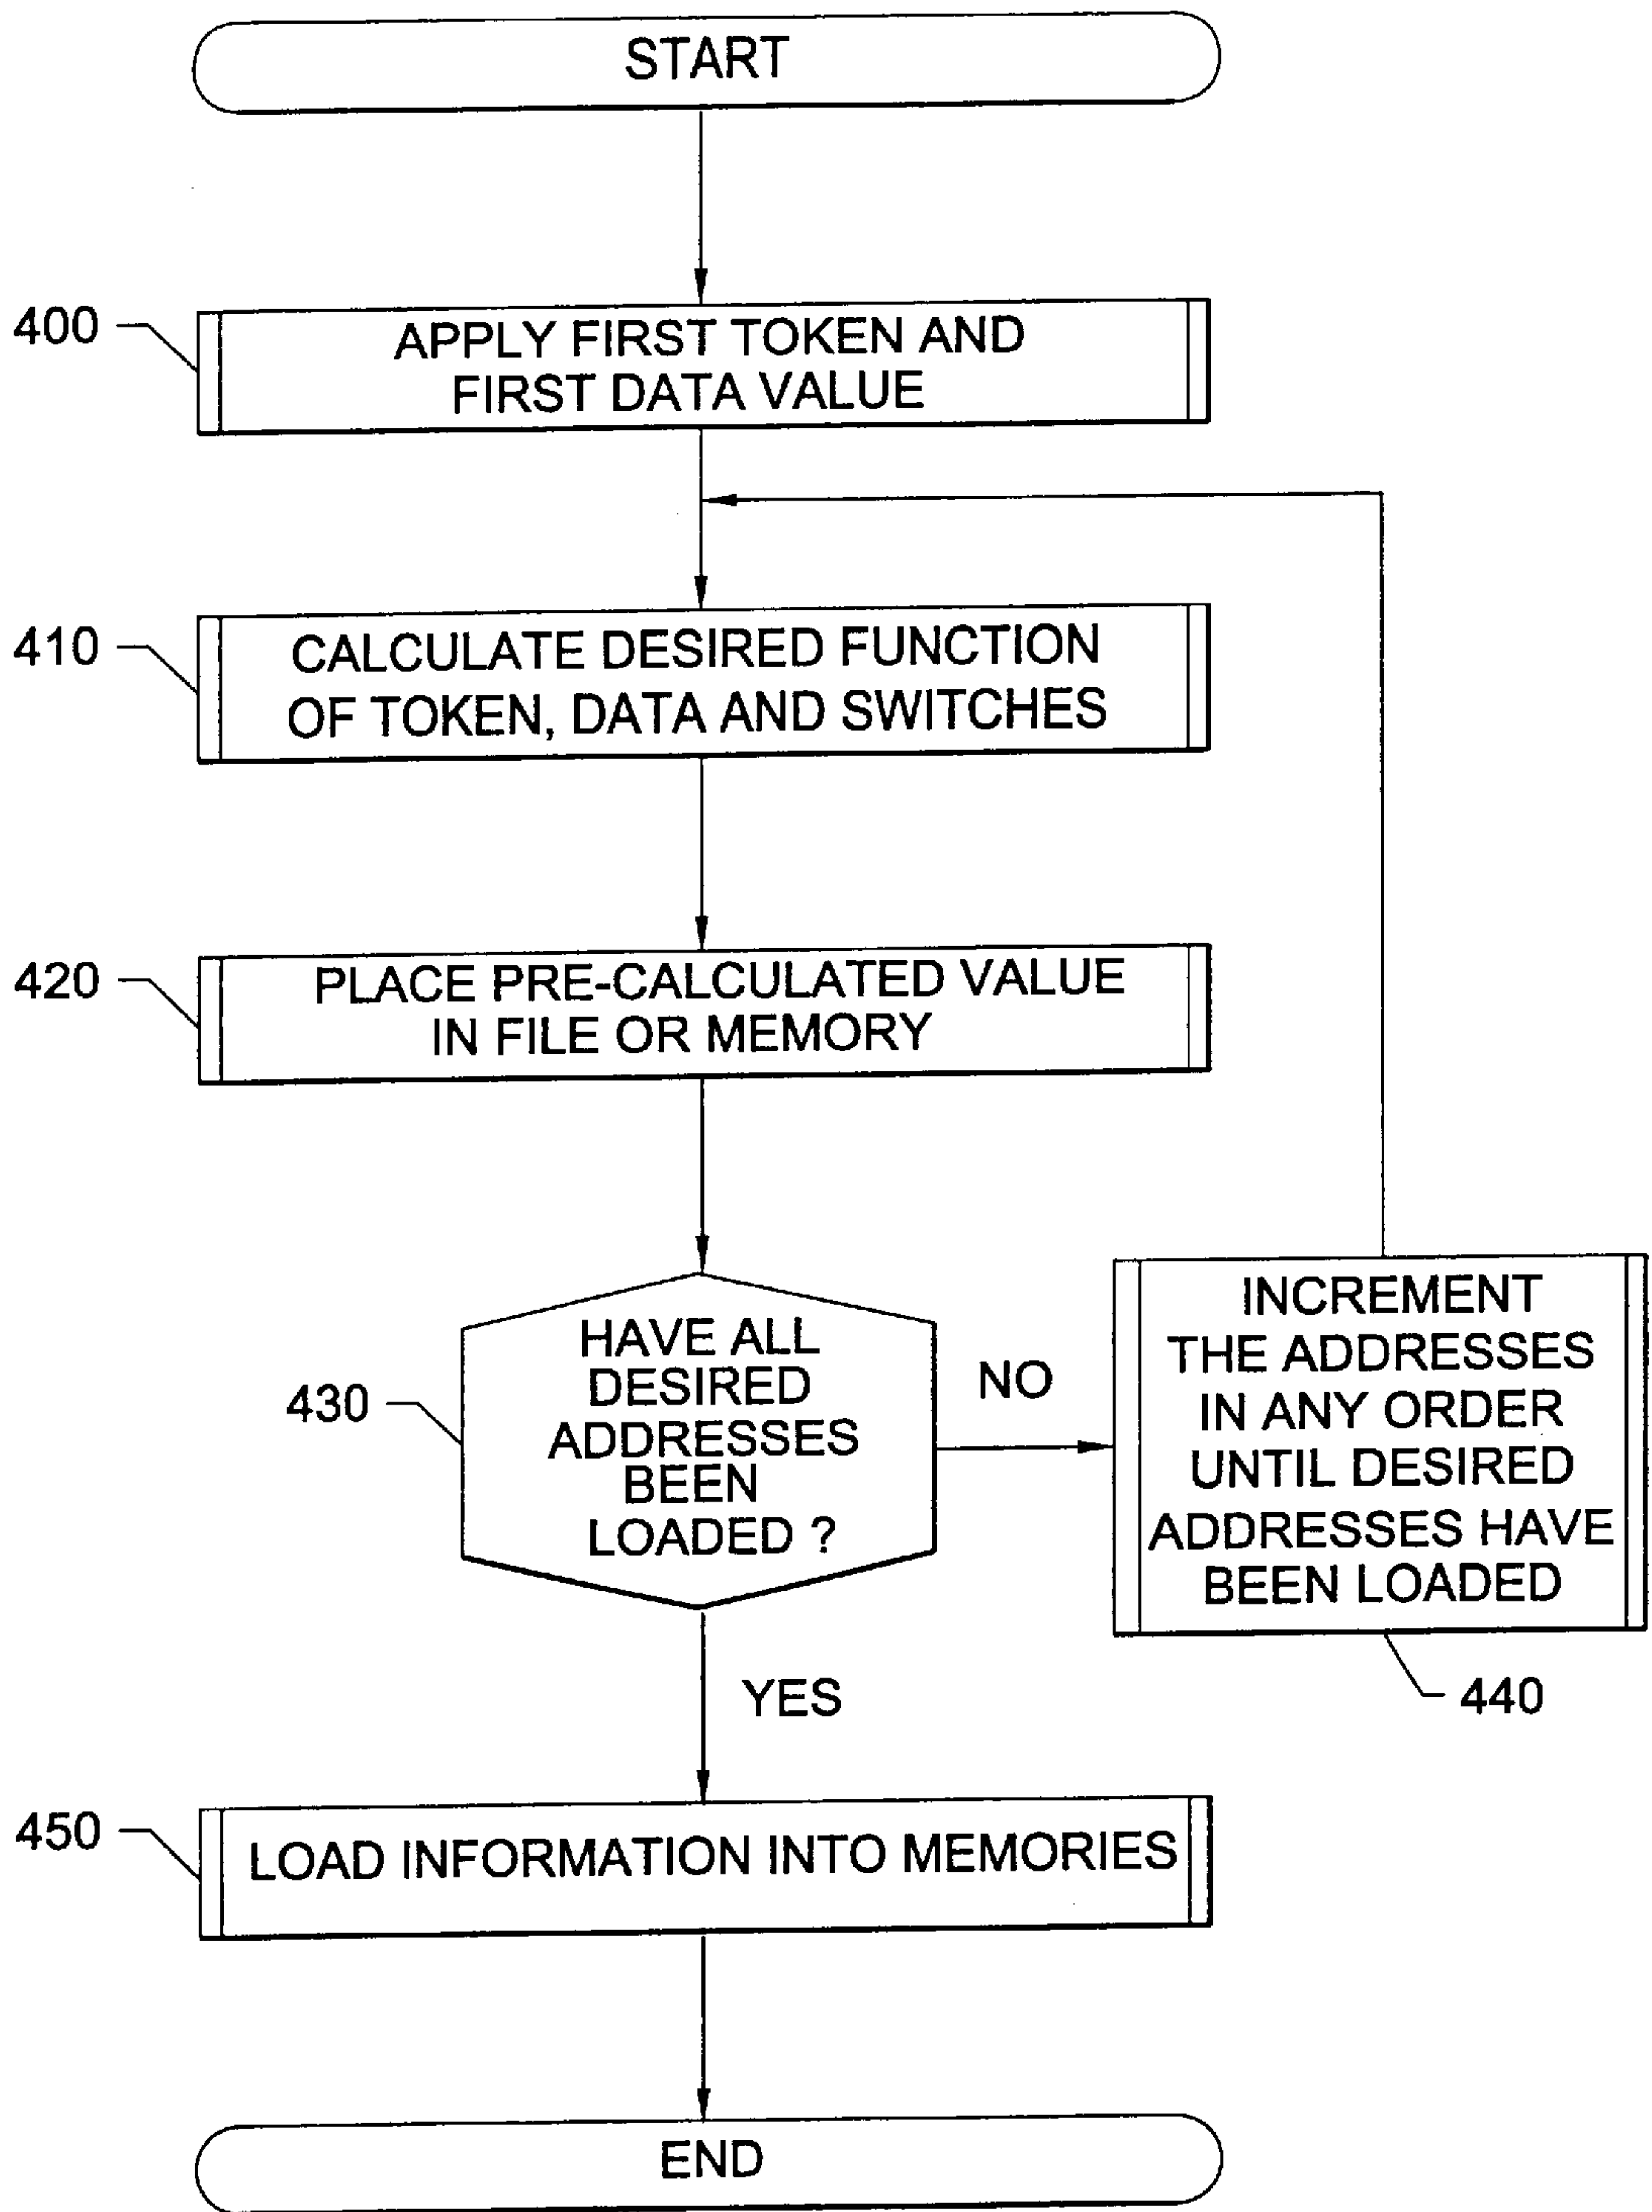 START
400
APPLY FIRST TOKEN AND
FIRST DATA VALUE
410
CALCULATE DESIRED FUNCTION
OF TOKEN, DATA AND SWITCHES
420
PLACE PRE-CALCULATED VALUE
IN FILE OR MEMORY
430
HAVE ALL
DESIRED
ADDRESSES
BEEN
LOADED ?
NO
INCREMENT
THE ADDRESSES
IN ANY ORDER
UNTIL DESIRED
ADDRESSES HAVE
BEEN LOADED
440
YES
450
LOAD INFORMATION INTO MEMORIES
END